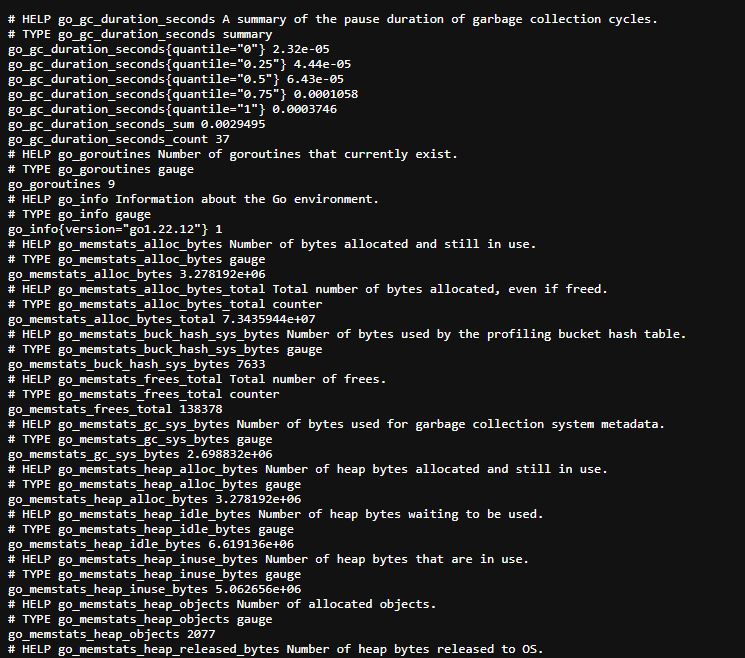 # HELP go_gc_duration_seconds A summary of the pause duration of garbage collection cycles.
# TYPE go_gc_duration_seconds summary
go_gc_duration_seconds{quantile="0"} 2.32e-05
go_gc_duration_seconds{quantile="0.25"} 4.44e-05
go_gc_duration_seconds{quantile="0.5"} 6.43e-05
go_gc_duration_seconds{quantile="0.75"} 0.0001058
go_gc_duration_seconds{quantile="1"} 0.0003746
go_gc_duration_seconds_sum 0.0029495
go_gc_duration_seconds_count 37
# HELP go_goroutines Number of goroutines that currently exist.
# TYPE go_goroutines gauge
go_goroutines 9
# HELP go_info Information about the Go environment.
# TYPE go_info gauge
go_info{version="go1.22.12"} 1
# HELP go_memstats_alloc_bytes Number of bytes allocated and still in use.
# TYPE go_memstats_alloc_bytes gauge
go_memstats_alloc_bytes 3.278192e+06
# HELP go_memstats_alloc_bytes_total Total number of bytes allocated, even if freed.
# TYPE go_memstats_alloc_bytes_total counter
go_memstats_alloc_bytes_total 7.3435944e+07
# HELP go_memstats_buck_hash_sys_bytes Number of bytes used by the profiling bucket hash table.
# TYPE go_memstats_buck_hash_sys_bytes gauge
go_memstats_buck_hash_sys_bytes 7633
# HELP go_memstats_frees_total Total number of frees.
# TYPE go_memstats_frees_total counter
go_memstats_frees_total 138378
# HELP go_memstats_gc_sys_bytes Number of bytes used for garbage collection system metadata.
# TYPE go_memstats_gc_sys_bytes gauge
go_memstats_gc_sys_bytes 2.698832e+06
# HELP go_memstats_heap_alloc_bytes Number of heap bytes allocated and still in use.
# TYPE go_memstats_heap_alloc_bytes gauge
go_memstats_heap_alloc_bytes 3.278192e+06
# HELP go_memstats_heap_idle_bytes Number of heap bytes waiting to be used.
# TYPE go_memstats_heap_idle_bytes gauge
go_memstats_heap_idle_bytes 6.619136e+06
# HELP go_memstats_heap_inuse_bytes Number of heap bytes that are in use.
# TYPE go_memstats_heap_inuse_bytes gauge
go_memstats_heap_inuse_bytes 5.062656e+06
# HELP go_memstats_heap_objects Number of allocated objects.
# TYPE go_memstats_heap_objects gauge
go_memstats_heap_objects 2077
# HELP go_memstats_heap_released_bytes Number of heap bytes released to OS.